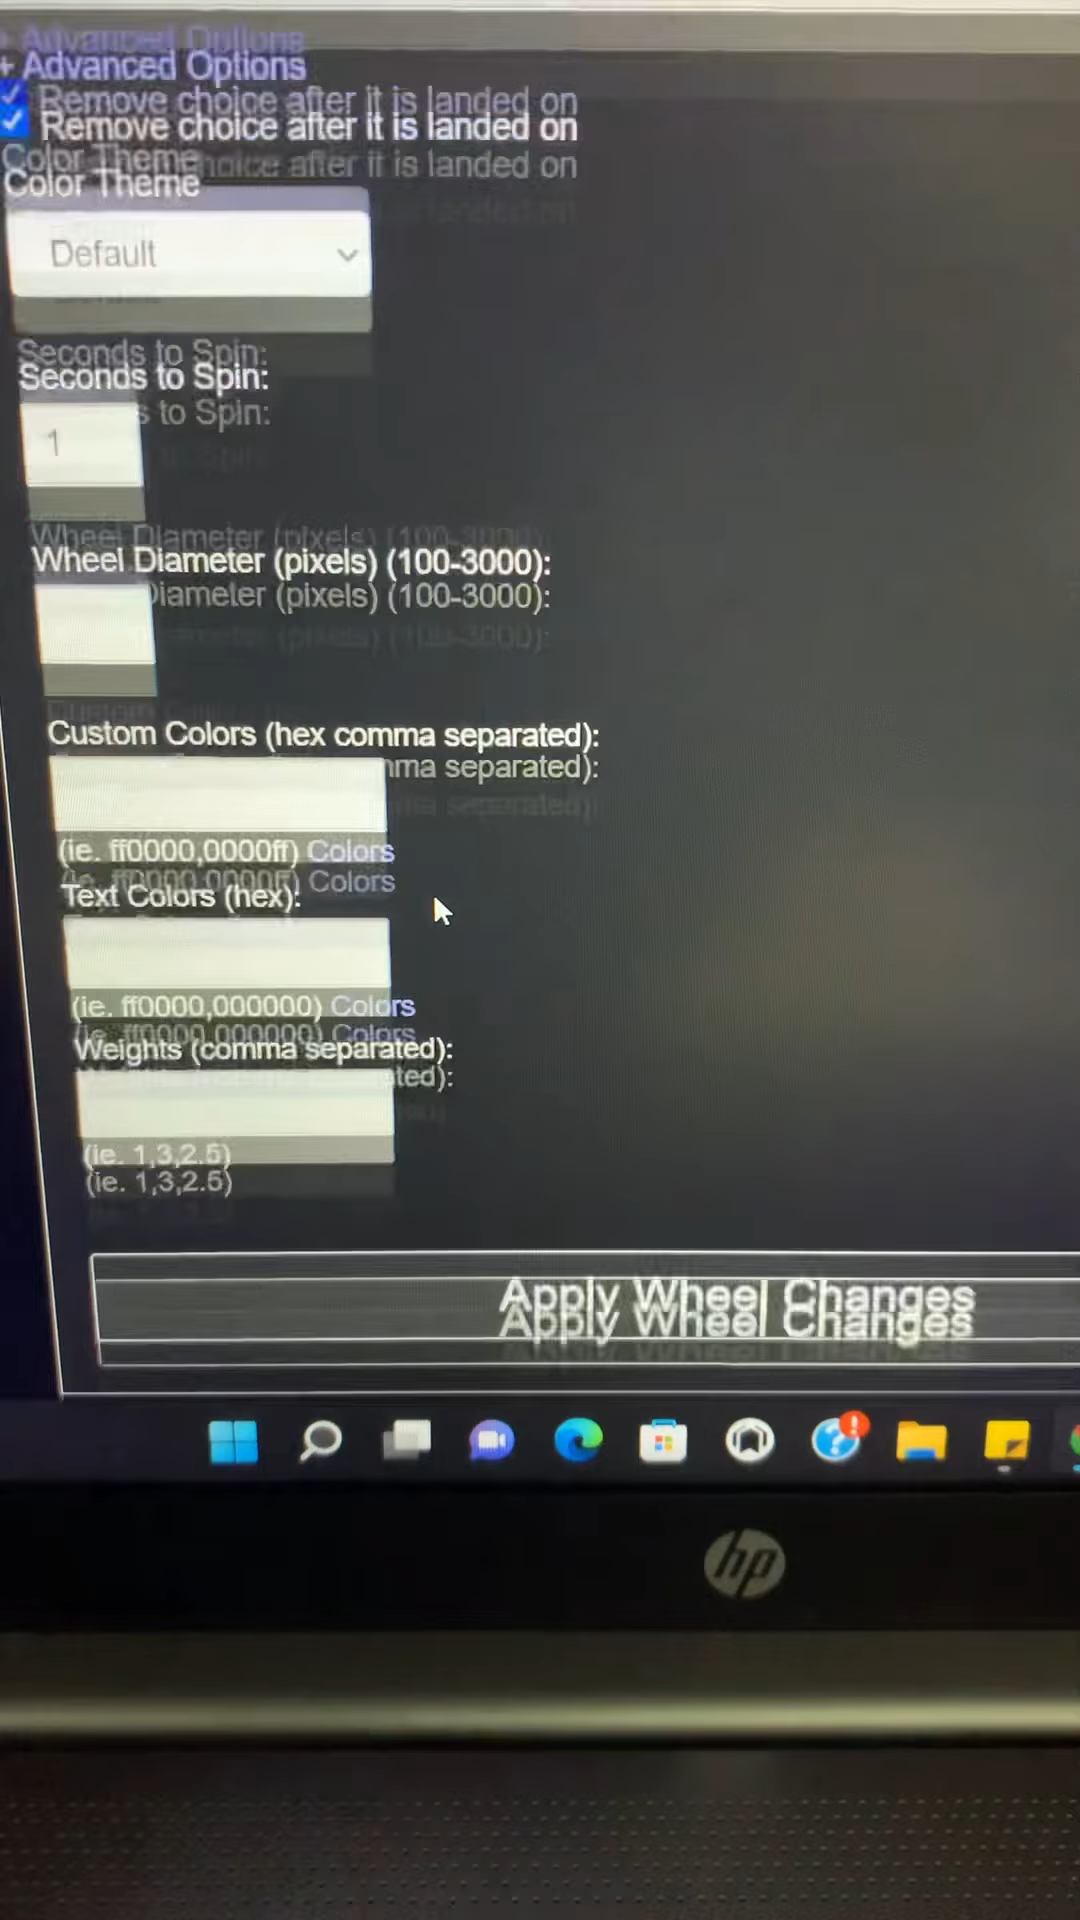 + Advanced Options
Remove choice after it is landed on
Color Theme
Default
Seconds to Spin:
1
Wheel Diameter (pixels) (100-3000):
Custom Colors (hex comma separated):
(ie. ff0000,0000ff) Colors
Text Colors (hex):
(ie. ff0000,000000) Colors
Weights (comma separated):
(ie. 1,3,2.5)
Apply Wheel Changes
hp